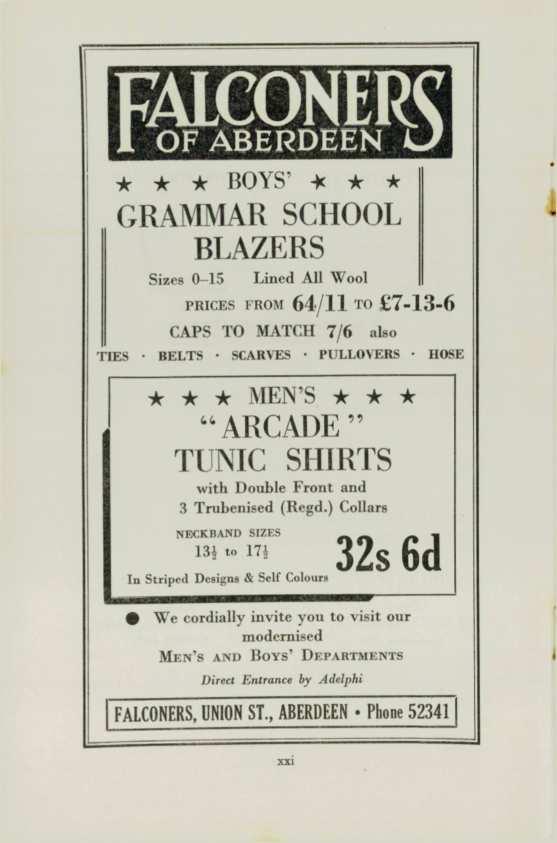 FALCONERS
OF ABERDEEN
★ ★ ★ BOYS' ★ ★ ★
GRAMMAR SCHOOL
BLAZERS
Sizes 0–15 Lined All Wool
PRICES FROM 64/11 TO £7-13-6
CAPS TO MATCH 7/6 also
TIES · BELTS · SCARVES · PULLOVERS · HOSE
★ ★ ★ MEN'S ★ ★ ★
“ARCADE”
TUNIC SHIRTS
with Double Front and
3 Trubenised (Regd.) Collars
NECKBAND SIZES
13½ to 17½
32s 6d
In Striped Designs & Self Colours
● We cordially invite you to visit our
modernised
MEN'S AND BOYS' DEPARTMENTS
Direct Entrance by Adelphi
FALCONERS, UNION ST., ABERDEEN • Phone 52341
xxi